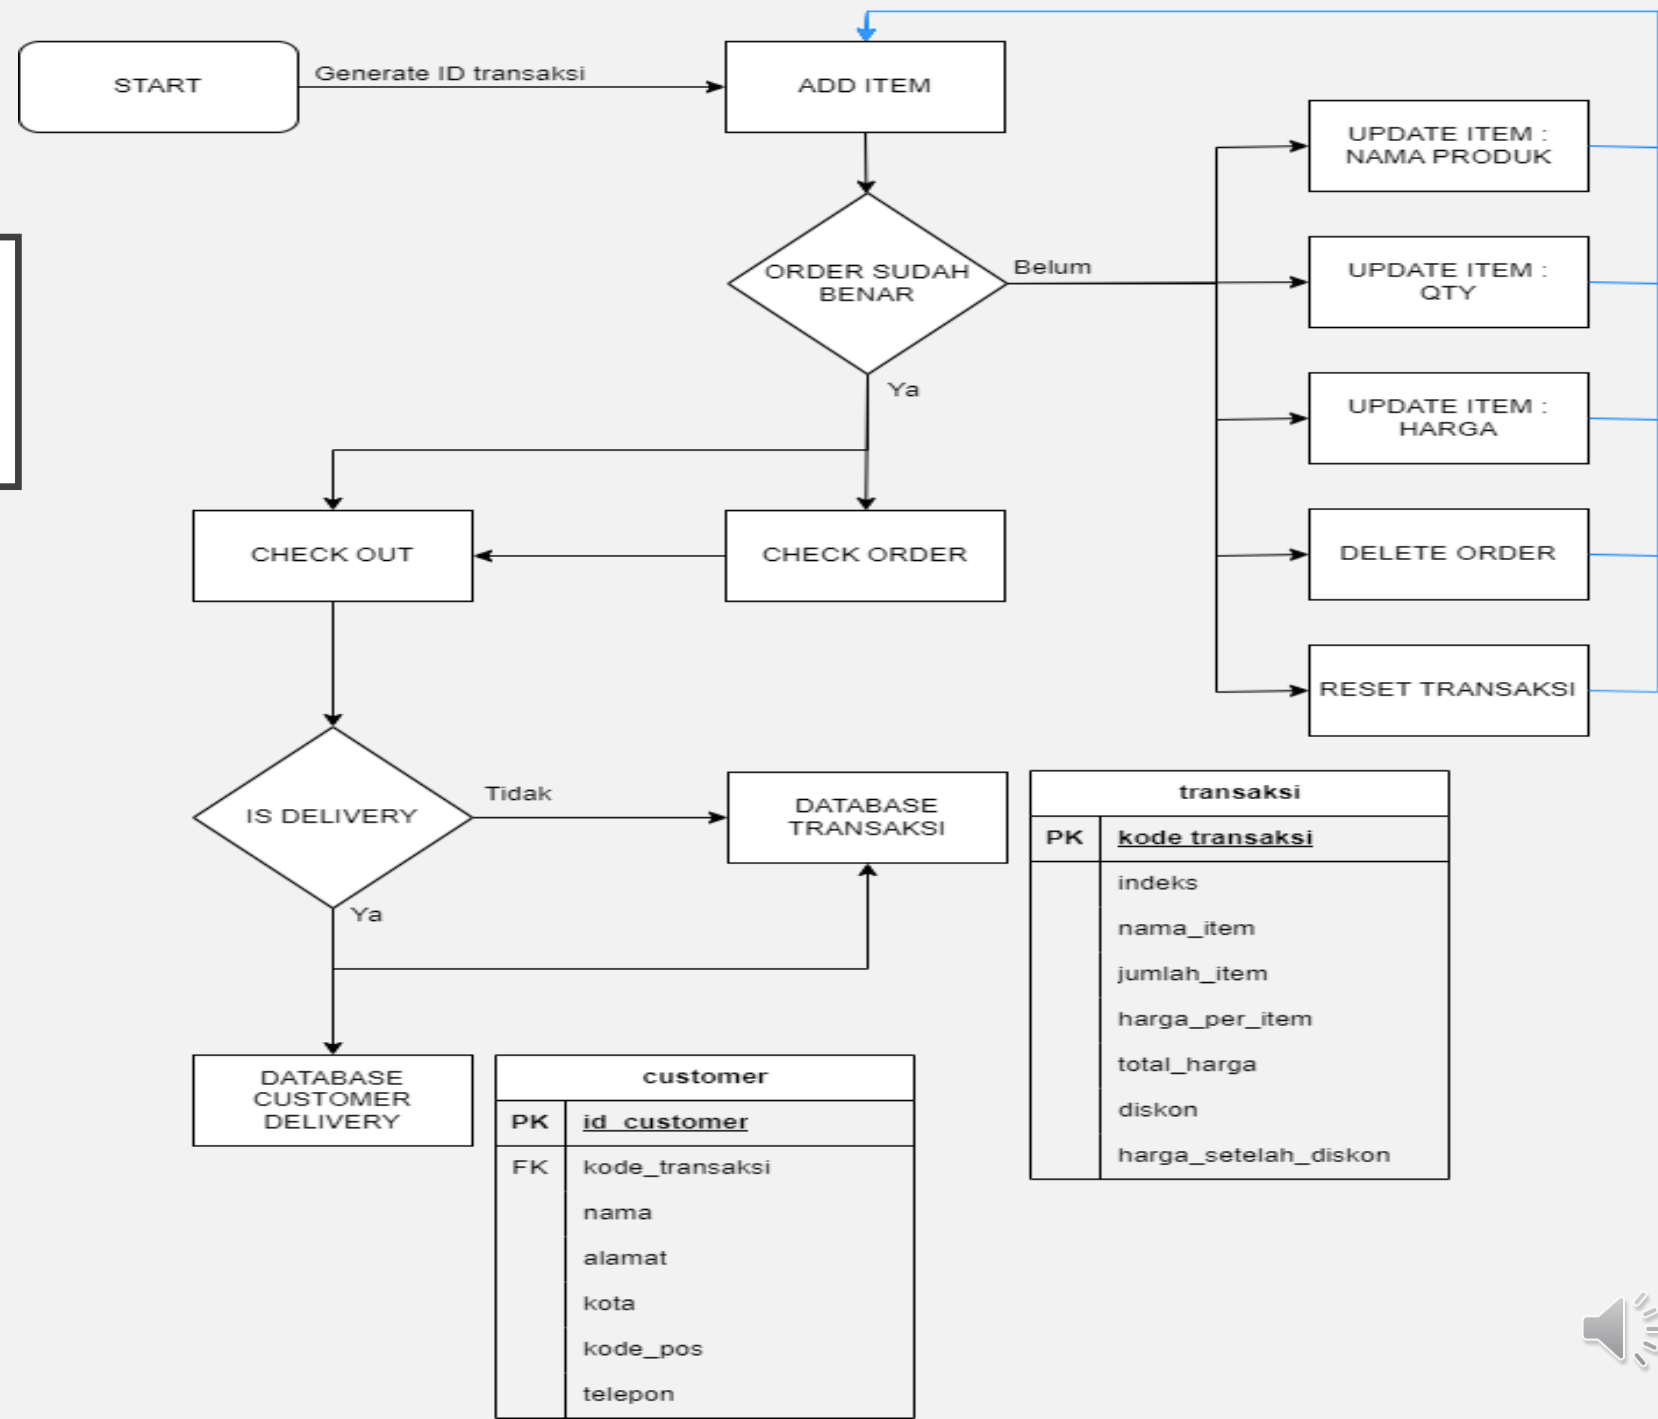 START
Generate ID transaksi
ADD ITEM
UPDATE ITEM :
NAMA PRODUK
ORDER SUDAH
BENAR
Belum
UPDATE ITEM :
QTY
Ya
UPDATE ITEM :
HARGA
CHECK OUT
CHECK ORDER
DELETE ORDER
RESET TRANSAKSI
IS DELIVERY
Tidak
DATABASE
TRANSAKSI
Ya
transaksi
PK kode transaksi
indeks
nama_item
jumlah_item
harga_per_item
total_harga
diskon
harga_setelah_diskon
DATABASE
CUSTOMER
DELIVERY
customer
PK id_customer
FK kode_transaksi
nama
alamat
kota
kode_pos
telepon